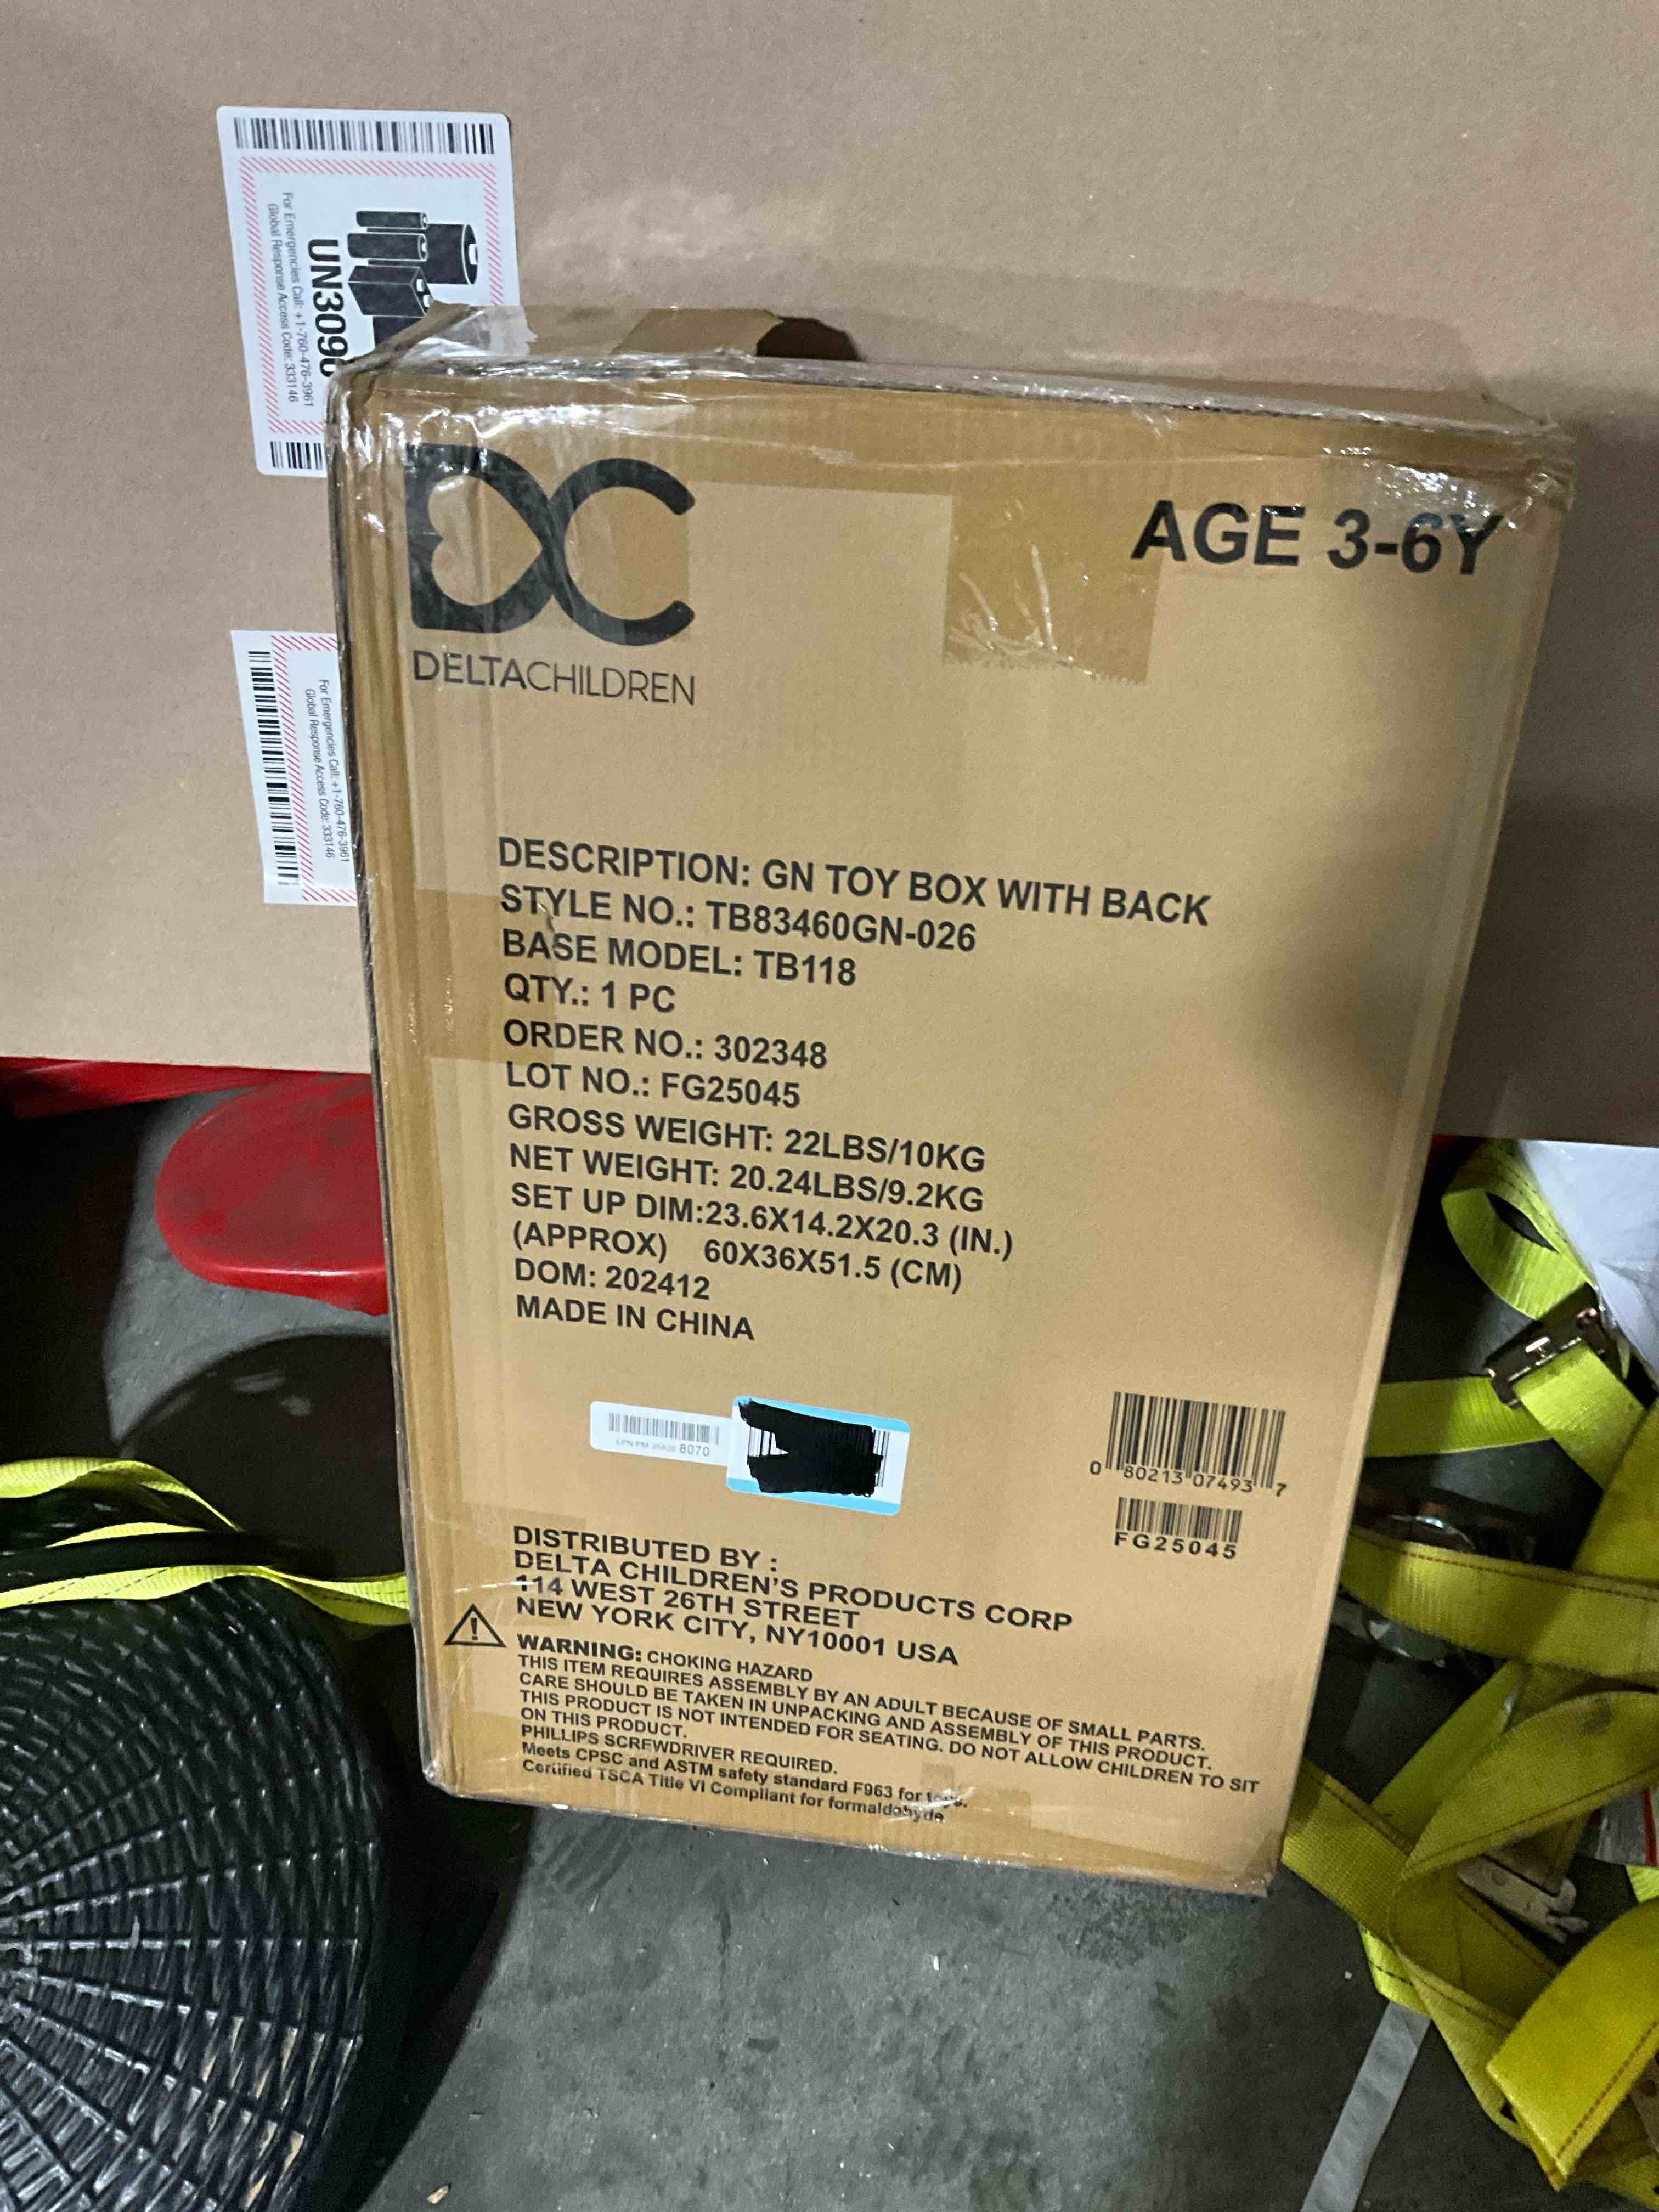 For Emergencies Call: +1-760-476-3961
Global Response Access Code: 333146
For Emergencies Call: +1-760-476-3961
Global Response Access Code: 333146
DC
DELTACHILDREN
AGE 3-6Y
DESCRIPTION: GN TOY BOX WITH BACK
STYLE NO.: TB83460GN-026
BASE MODEL: TB118
QTY.: 1 PC
ORDER NO.: 302348
LOT NO.: FG25045
GROSS WEIGHT: 22LBS/10KG
NET WEIGHT: 20.24LBS/9.2KG
SET UP DIM:23.6X14.2X20.3 (IN.)
(APPROX) 60X36X51.5 (CM)
DOM: 202412
MADE IN CHINA
8070
0 80213 07493 7
FG25045
DISTRIBUTED BY :
DELTA CHILDREN'S PRODUCTS CORP
114 WEST 26TH STREET
NEW YORK CITY, NY10001 USA
WARNING: CHOKING HAZARD
THIS ITEM REQUIRES ASSEMBLY BY AN ADULT BECAUSE OF SMALL PARTS.
CARE SHOULD BE TAKEN IN UNPACKING AND ASSEMBLY OF THIS PRODUCT.
THIS PRODUCT IS NOT INTENDED FOR SEATING. DO NOT ALLOW CHILDREN TO SIT
ON THIS PRODUCT.
PHILLIPS SCREWDRIVER REQUIRED.
Meets CPSC and ASTM safety standard F963 for toys.
Certified TSCA Title VI Compliant for formaldehyde